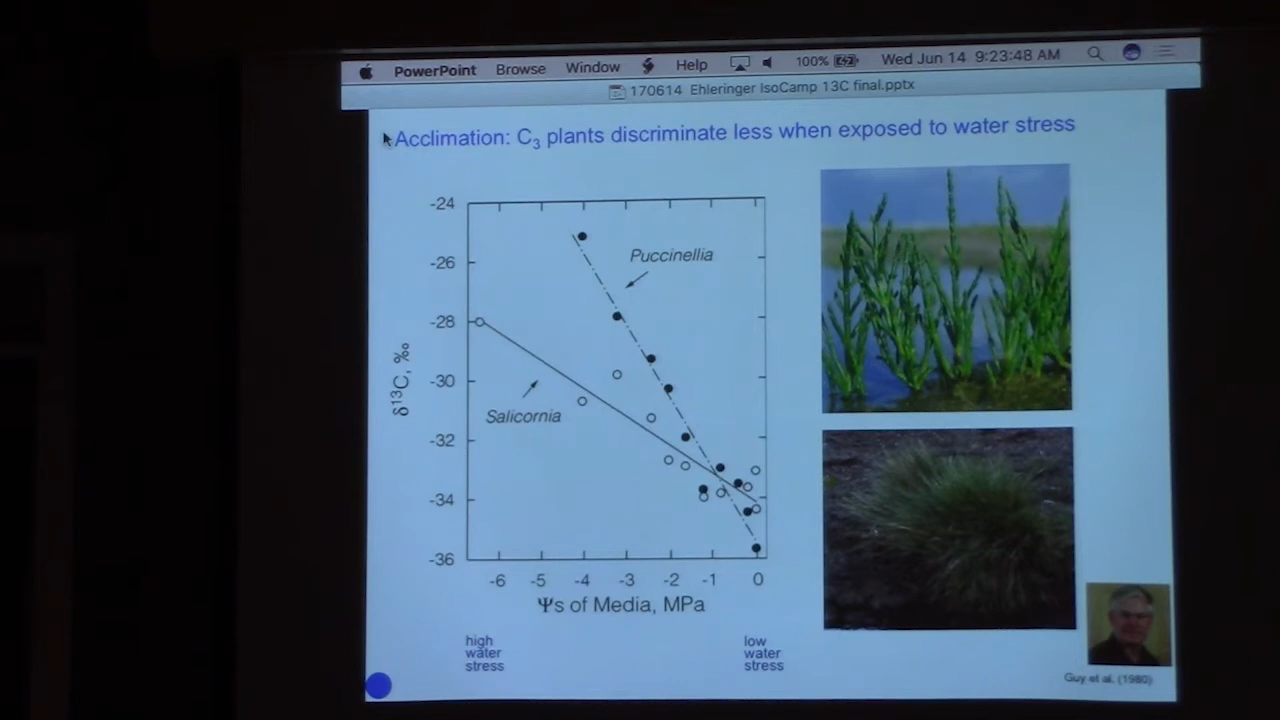 PowerPoint Browse Window Help 100% Wed Jun 14 9:23:48 AM
170614 Ehleringer IsoCamp 13C final.pptx
Acclimation: C₃ plants discriminate less when exposed to water stress
-24
-26
-28
-30
-32
-34
-36
δ¹³C, ‰
Puccinellia
Salicornia
-6 -5 -4 -3 -2 -1 0
Ψs of Media, MPa
high
water
stress
low
water
stress
Guy et al. (1980)